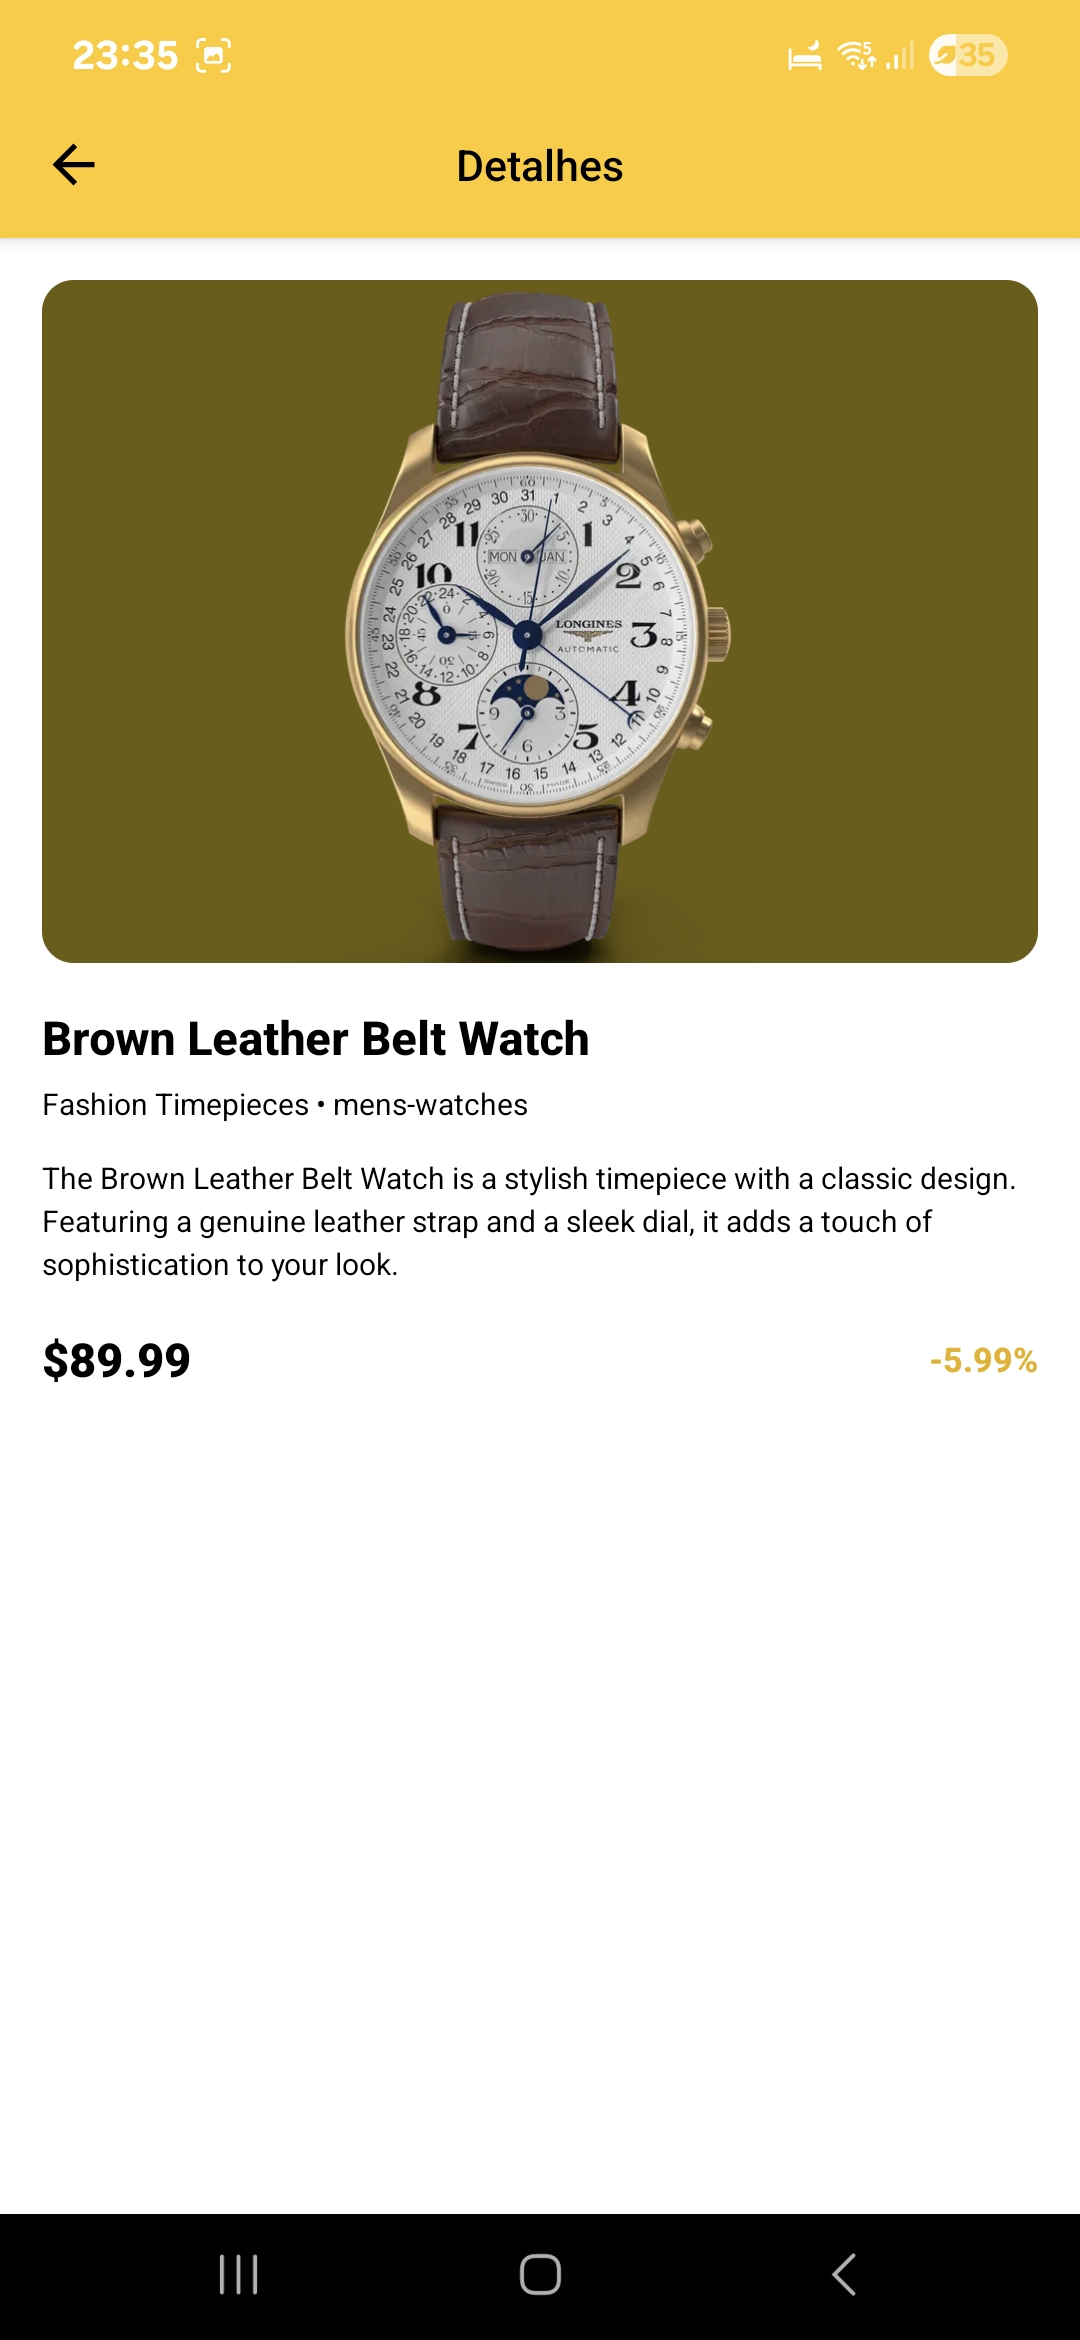 23:35
5
35
Detalhes
MON JAN
LONGINES
AUTOMATIC
Brown Leather Belt Watch
Fashion Timepieces • mens-watches
The Brown Leather Belt Watch is a stylish timepiece with a classic design.
Featuring a genuine leather strap and a sleek dial, it adds a touch of
sophistication to your look.
$89.99
-5.99%